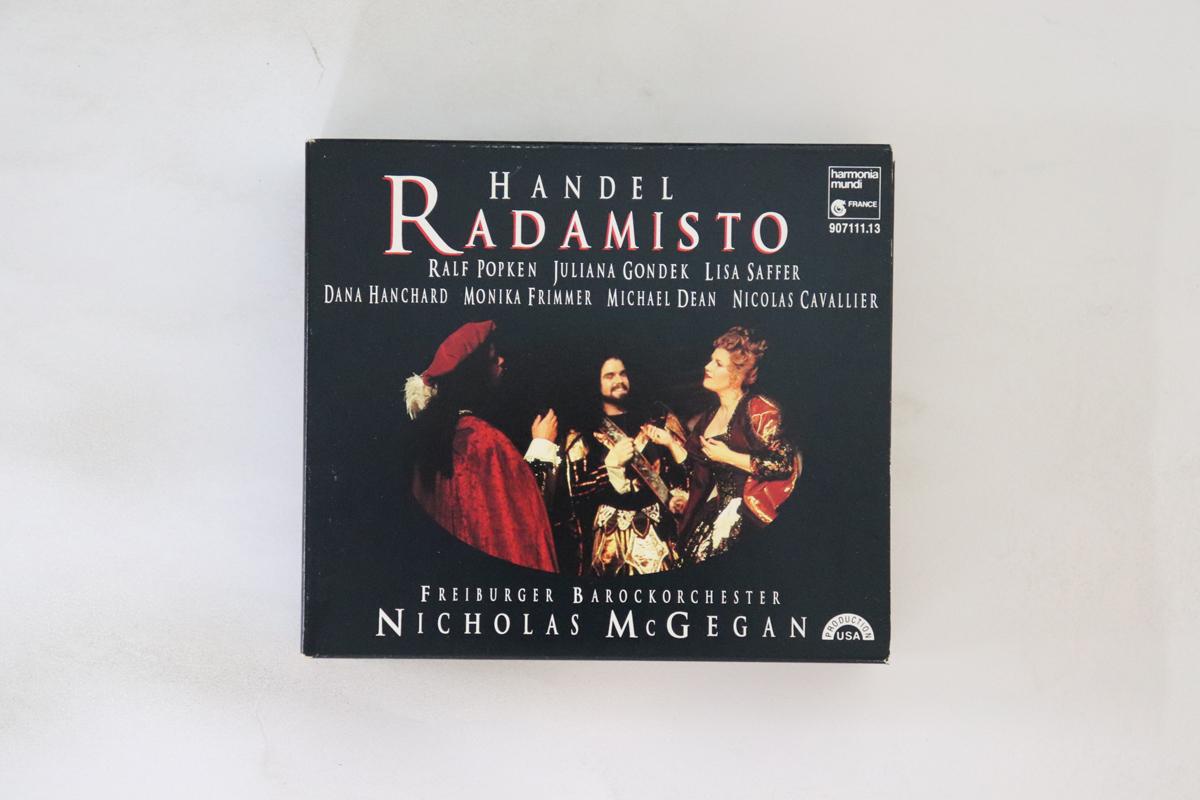 HANDEL
RADAMISTO
RALF POPKEN JULIANA GONDEK LISA SAFFER
DANA HANCHARD MONIKA FRIMMER MICHAEL DEAN NICOLAS CAVALLIER
harmonia
mundi
FRANCE
907111.13
FREIBURGER BAROCKORCHESTER
NICHOLAS McGEGAN
PRODUCTION
USA